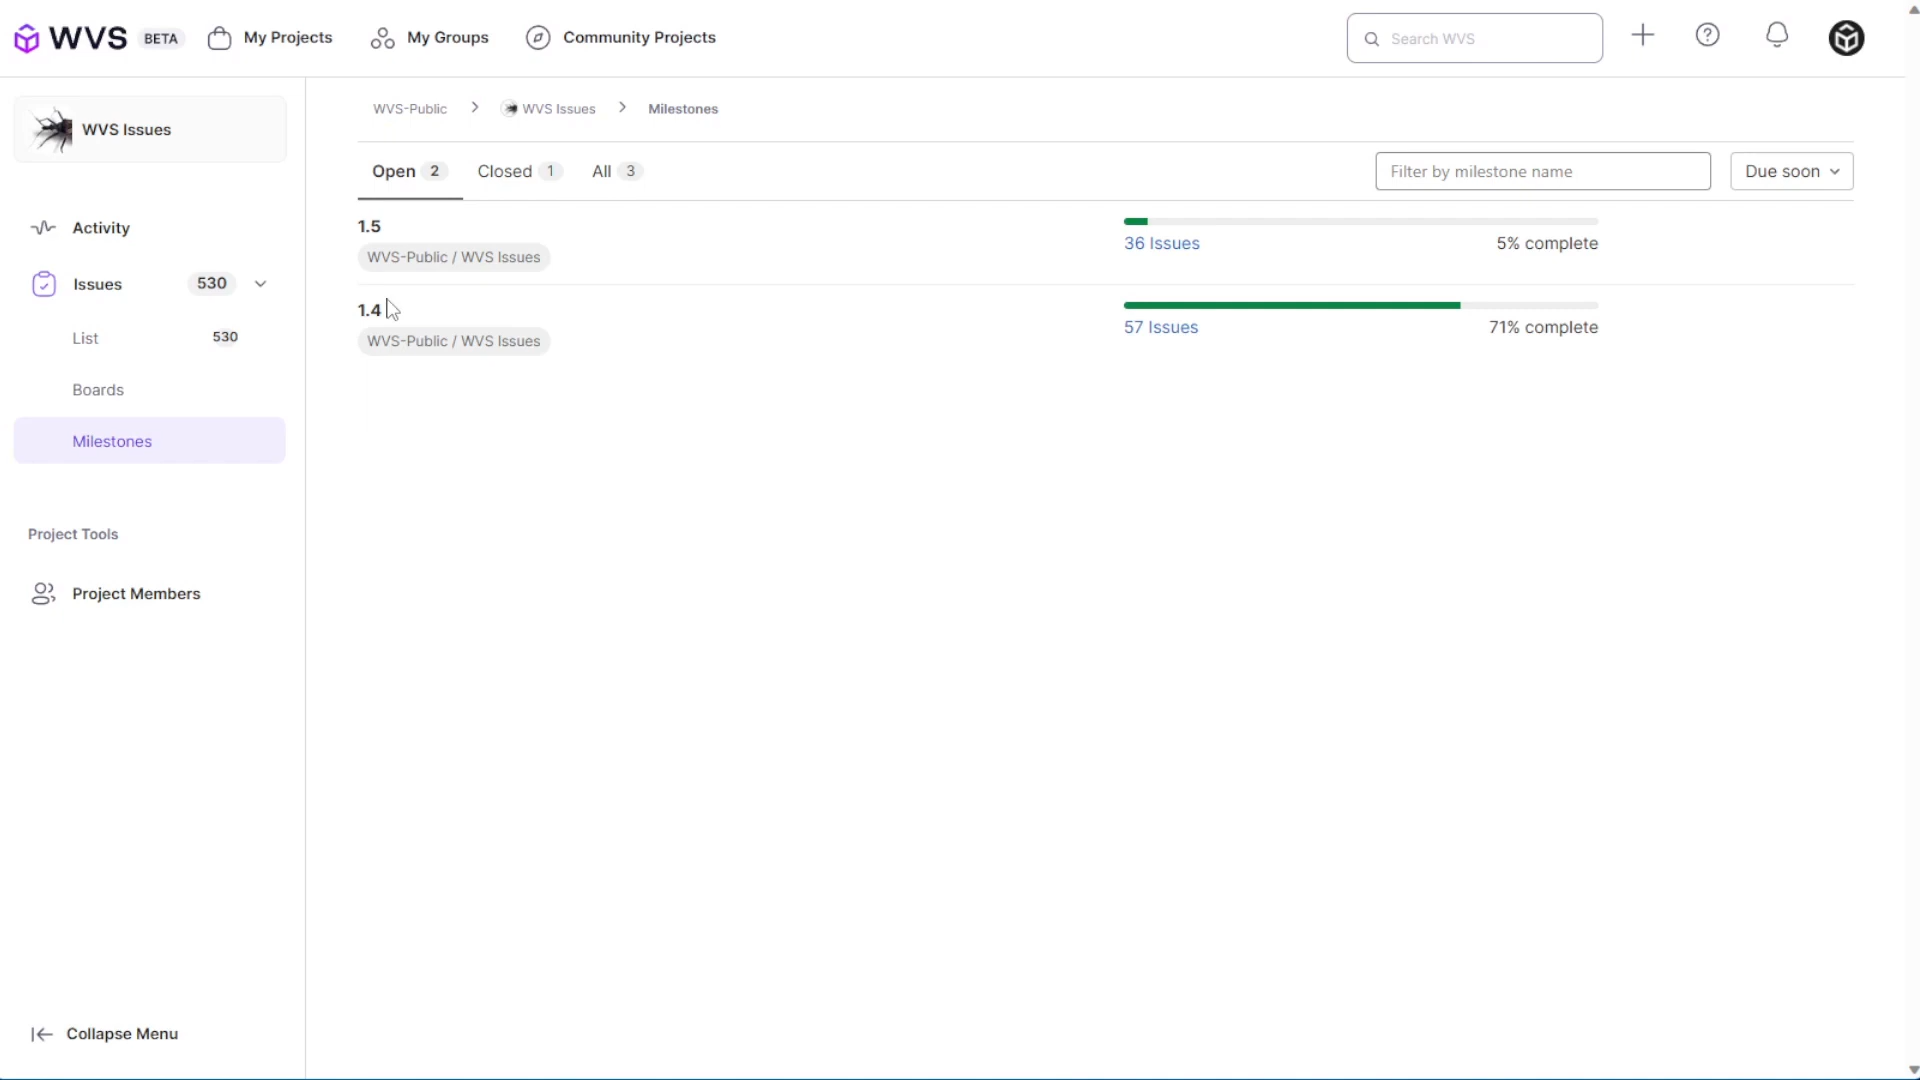 WVS BETA My Projects My Groups Community Projects Search WVS
WVS Issues
Activity
Issues 530
List 530
Boards
Milestones
Project Tools
Project Members
Collapse Menu
WVS-Public > WVS Issues > Milestones
Open 2 Closed 1 All 3 Filter by milestone name Due soon
1.5
WVS-Public / WVS Issues
36 Issues 5% complete
1.4
WVS-Public / WVS Issues
57 Issues 71% complete